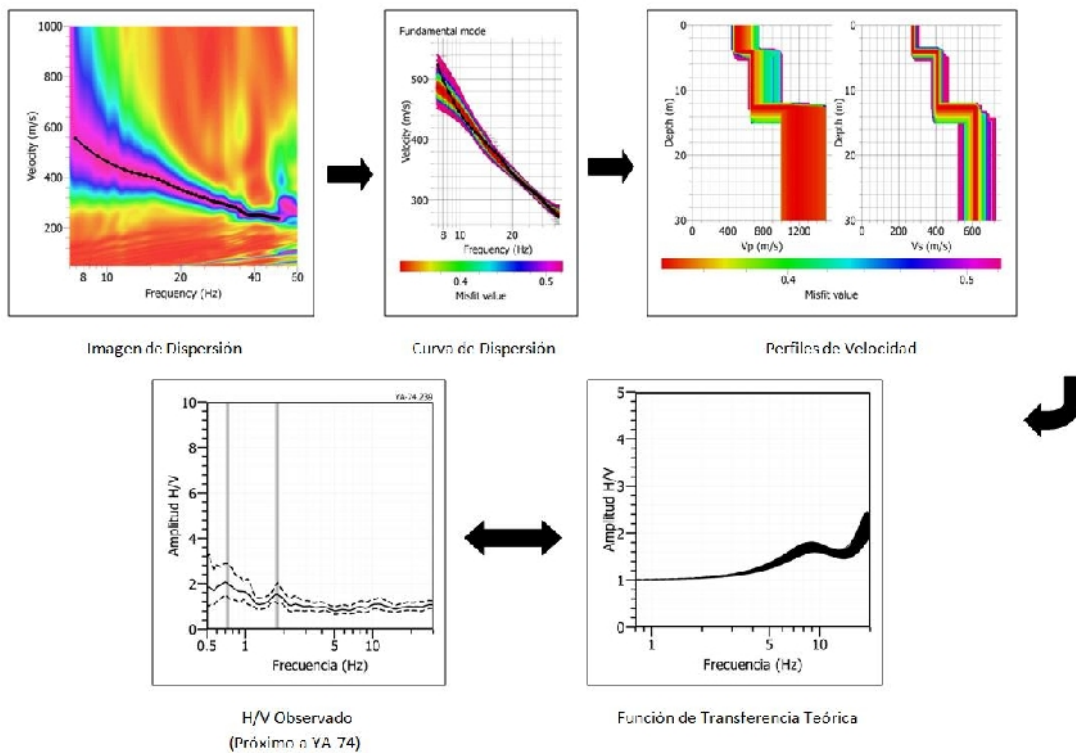 1000
800
600
400
200
Velocity (m/s)
8 10 20 40 60
Frequency (Hz)
Imagen de Dispersión
Fundamental mode
500
400
300
Velocity (m/s)
8 10 20
Frequency (Hz)
0.4 0.5
Misfit value
Curva de Dispersión
0
10
20
30
Depth [m]
0 400 800 1200
Vp (m/s)
0
10
20
30
Depth [m]
0 200 400 600
Vs (m/s)
0.4 0.5
Misfit value
Perfiles de Velocidad
YA-74.239
10
8
6
4
2
0
Amplitud H/V
0.5 1 5 10
Frecuencia (Hz)
H/V Observado
(Próximo a YA-74)
5
4
3
2
1
0
Amplitud H/V
1 5 10
Frecuencia (Hz)
Función de Transferencia Teórica